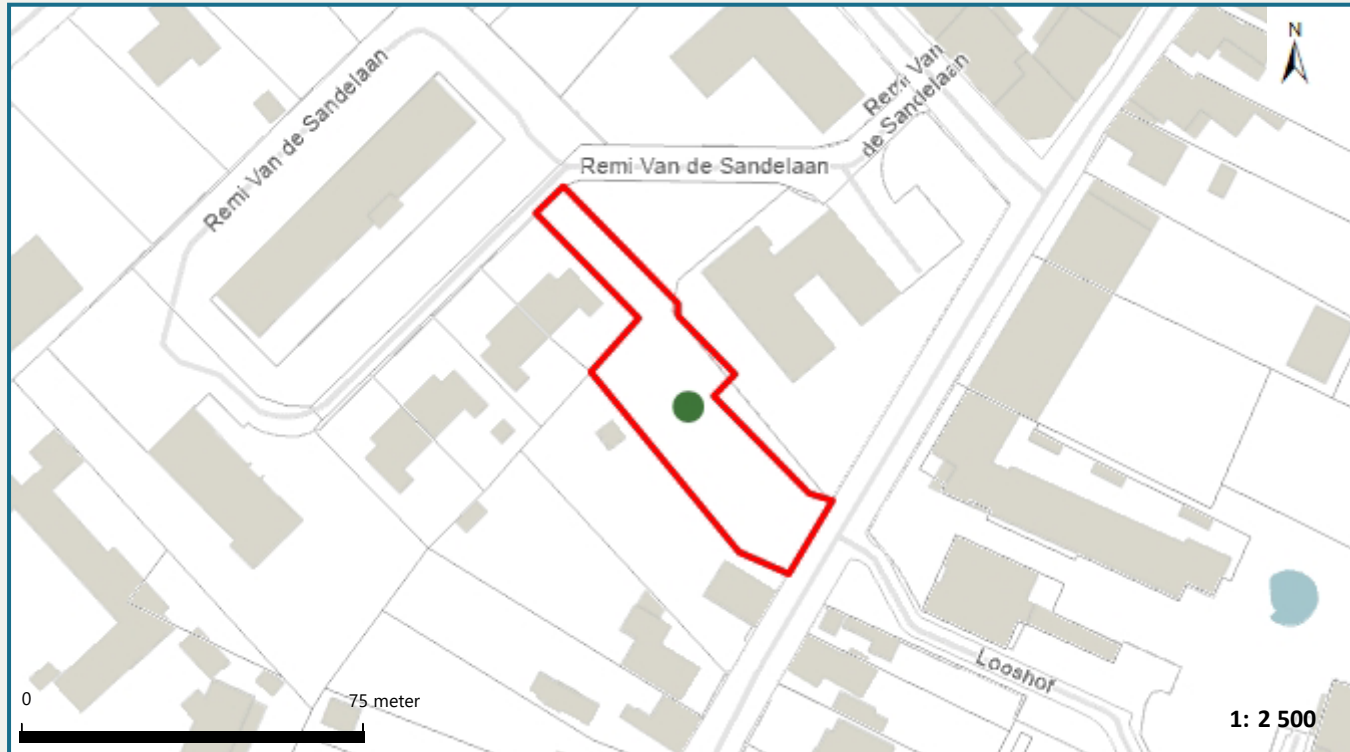 N
Remi Van de Sandelaan
Remi Van
de Sandelaan
Remi Van de Sandelaan
Looshof
0
75 meter
1: 2 500